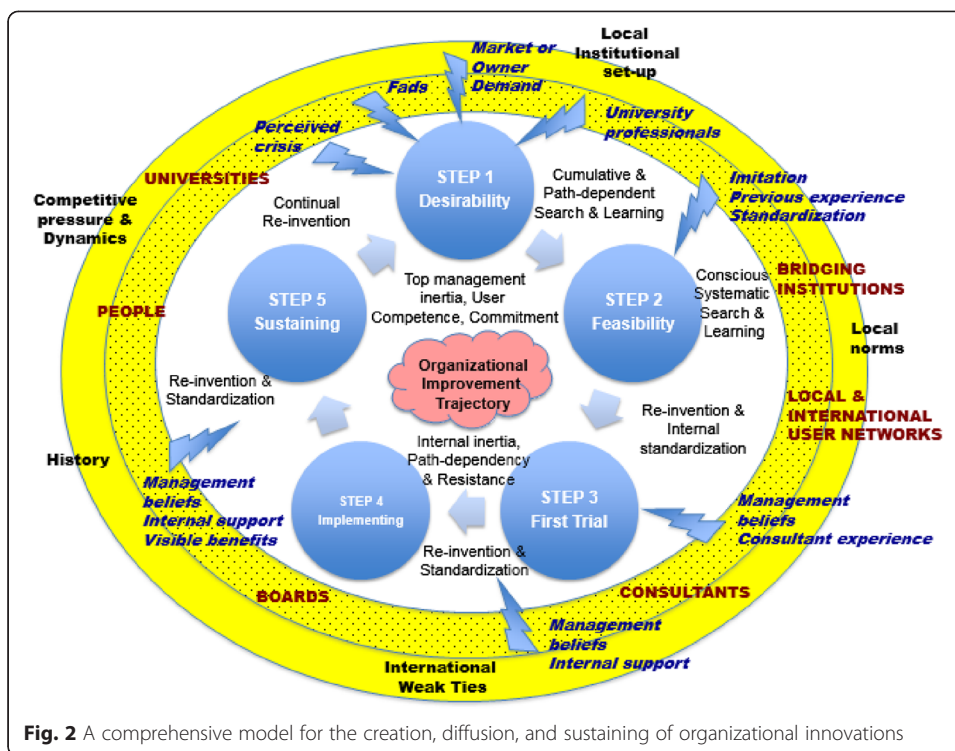 Local
Institutional
set-up
Market or
Owner
Demand
Fads
University
professionals
Perceived
crisis
UNIVERSITIES
STEP 1
Desirability
Cumulative &
Path-dependent
Search & Learning
Imitation
Previous experience
Standardization
Competitive
pressure &
Dynamics
Continual
Re-invention
BRIDGING
INSTITUTIONS
PEOPLE
STEP 5
Sustaining
Top management
inertia, User
Competence, Commitment
STEP 2
Feasibility
Conscious
Systematic
Search &
Learning
Local
norms
Organizational
Improvement
Trajectory
Re-invention &
Standardization
LOCAL &
INTERNATIONAL
USER NETWORKS
Re-invention &
Internal
standardization
History
Internal inertia,
Path-dependency
& Resistance
Management
beliefs
Internal support
Visible benefits
STEP 4
Implementing
STEP 3
First Trial
Management
beliefs
Consultant experience
Re-invention &
Standardization
BOARDS
CONSULTANTS
Management
beliefs
Internal support
International
Weak Ties
Fig. 2 A comprehensive model for the creation, diffusion, and sustaining of organizational innovations